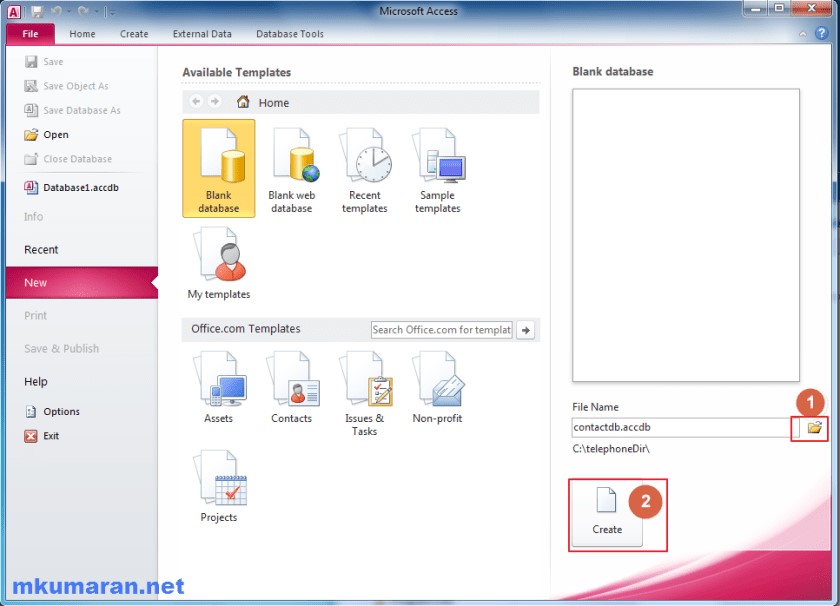 A
Microsoft Access
File Home Create External Data Database Tools
Save
Save Object As
Save Database As
Open
Close Database
Database1.accdb
Info
Recent
New
Print
Save & Publish
Help
Options
Exit
Available Templates
Home
Blank
database
Blank web
database
Recent
templates
Sample
templates
My templates
Office.com Templates
Search Office.com for templat
Assets
Contacts
Issues &
Tasks
Non-profit
Projects
Blank database
File Name
1
contactdb.accdb
C:\telephoneDir\
2
Create
mkumaran.net